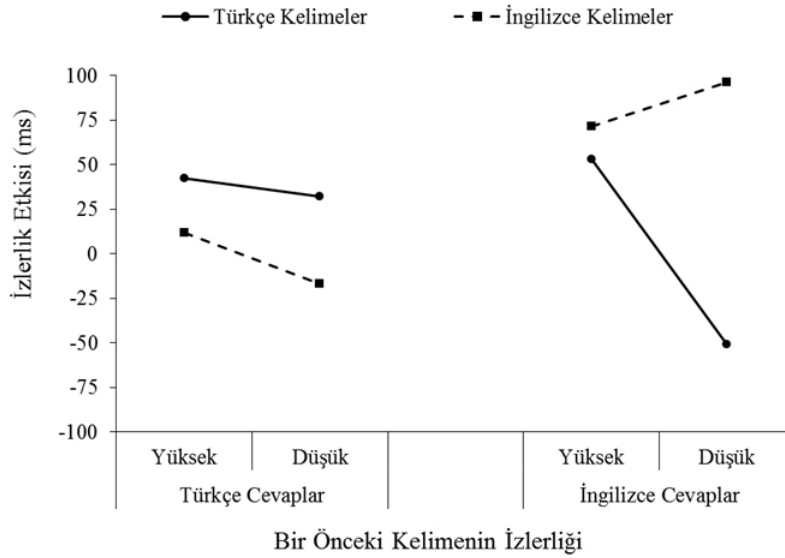 Türkçe Kelimeler İngilizce Kelimeler
İzlerlik Etkisi (ms)
100
75
50
25
0
-25
-50
-75
-100
Yüksek Düşük Yüksek Düşük
Türkçe Cevaplar İngilizce Cevaplar
Bir Önceki Kelimenin İzlerliği